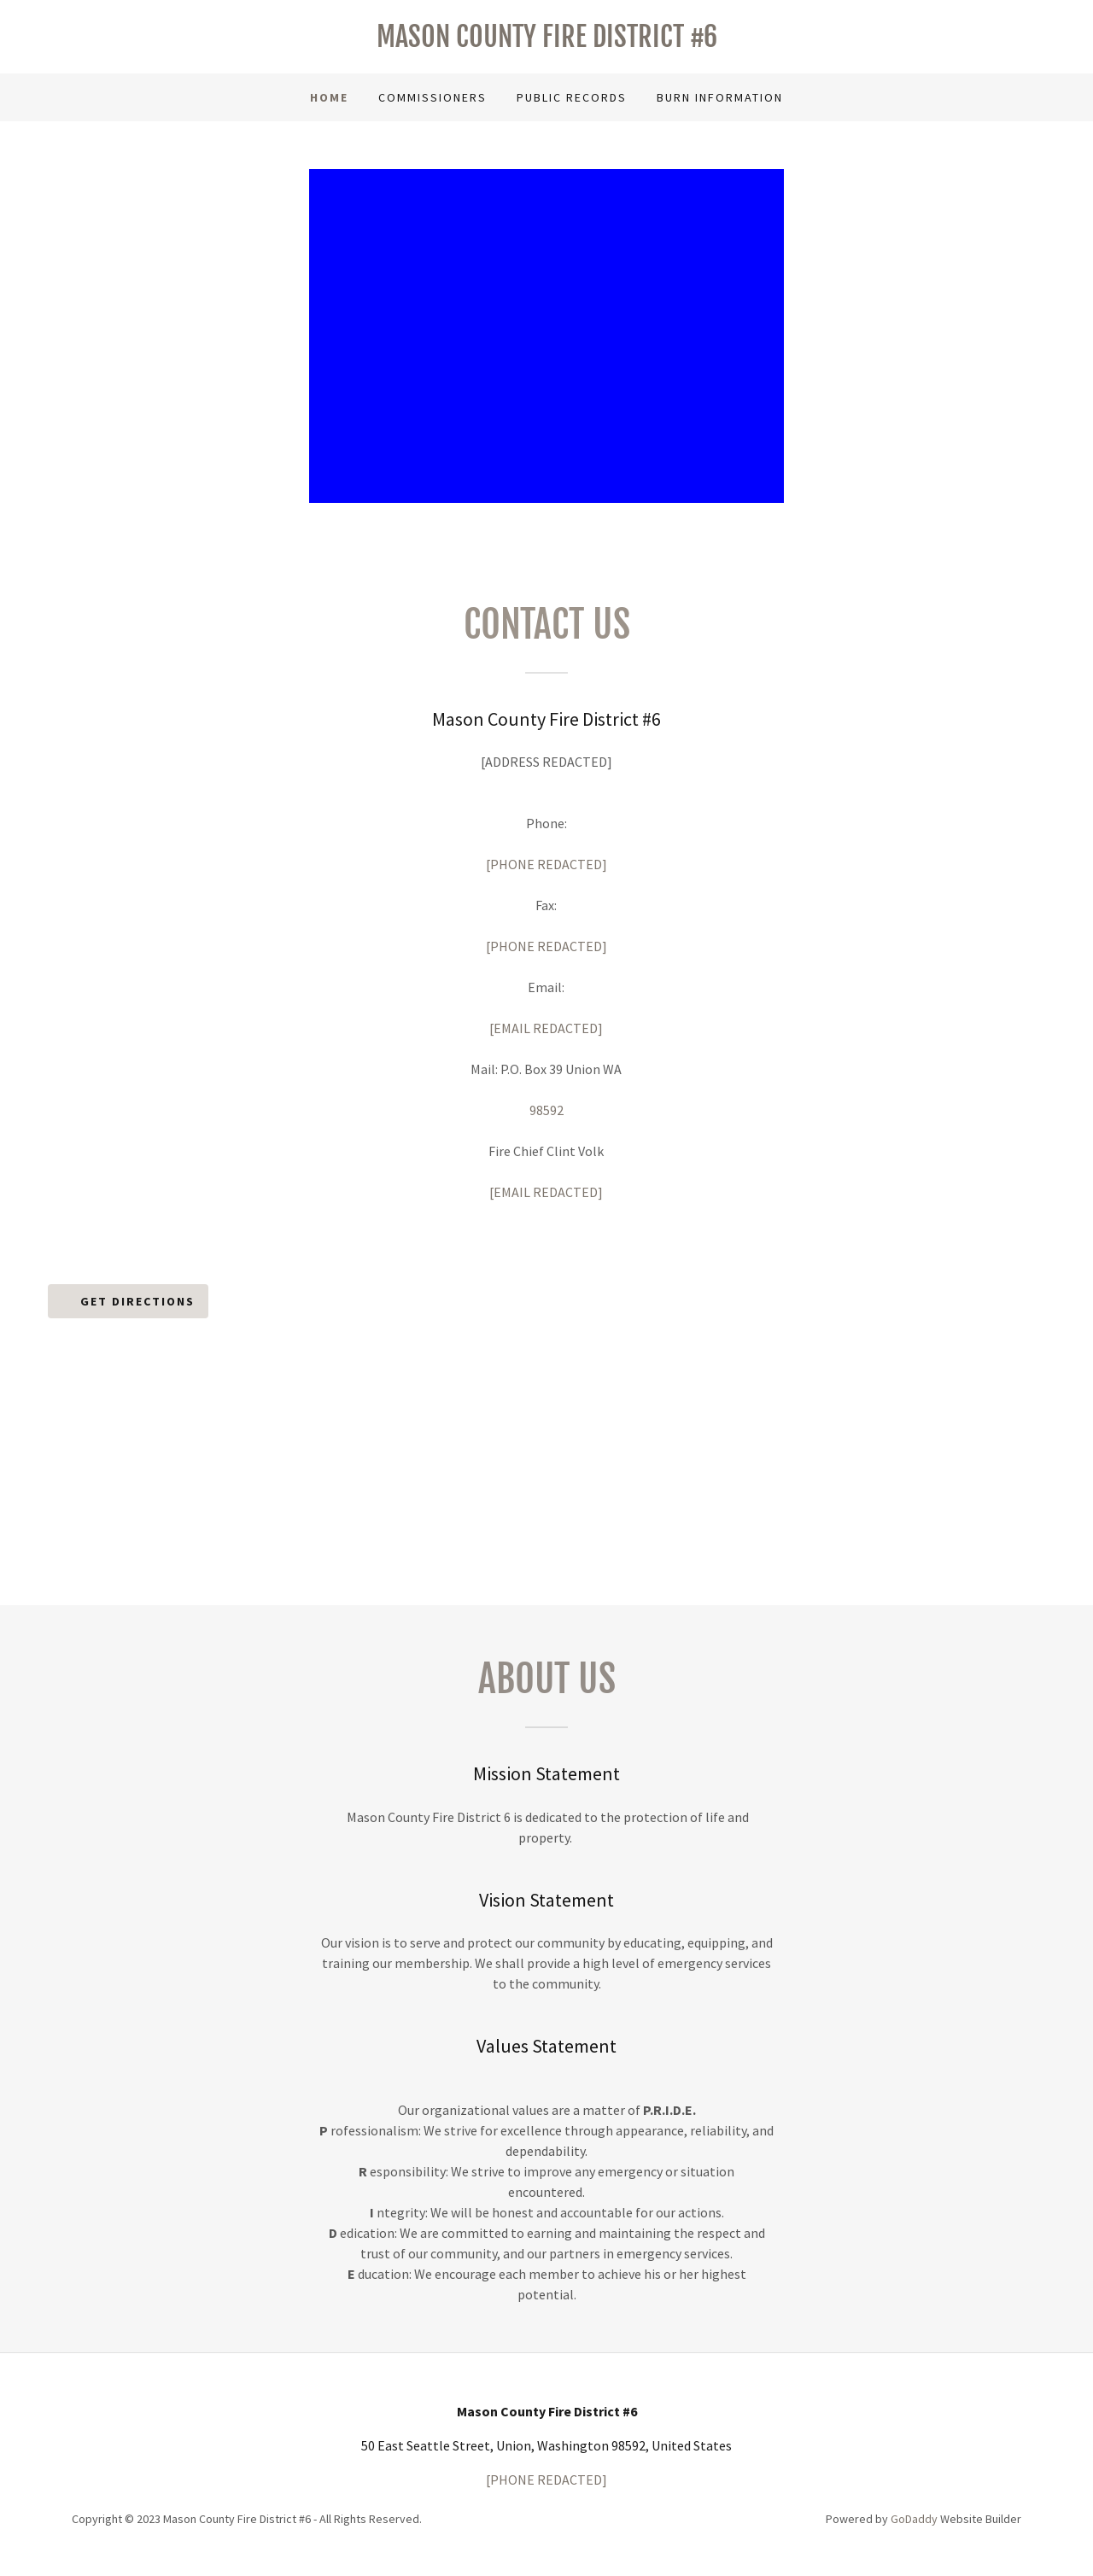 MASON COUNTY FIRE DISTRICT #6
HOME COMMISSIONERS PUBLIC RECORDS BURN INFORMATION
CONTACT US
Mason County Fire District #6
[ADDRESS REDACTED]
Phone:
[PHONE REDACTED]
Fax:
[PHONE REDACTED]
Email:
[EMAIL REDACTED]
Mail: P.O. Box 39 Union WA
98592
Fire Chief Clint Volk
[EMAIL REDACTED]
GET DIRECTIONS
ABOUT US
Mission Statement
Mason County Fire District 6 is dedicated to the protection of life and
property.
Vision Statement
Our vision is to serve and protect our community by educating, equipping, and
training our membership. We shall provide a high level of emergency services
to the community.
Values Statement
Our organizational values are a matter of P.R.I.D.E.
P rofessionalism: We strive for excellence through appearance, reliability, and
dependability.
R esponsibility: We strive to improve any emergency or situation
encountered.
I ntegrity: We will be honest and accountable for our actions.
D edication: We are committed to earning and maintaining the respect and
trust of our community, and our partners in emergency services.
E ducation: We encourage each member to achieve his or her highest
potential.
Mason County Fire District #6
50 East Seattle Street, Union, Washington 98592, United States
[PHONE REDACTED]
Copyright © 2023 Mason County Fire District #6 - All Rights Reserved.
Powered by GoDaddy Website Builder